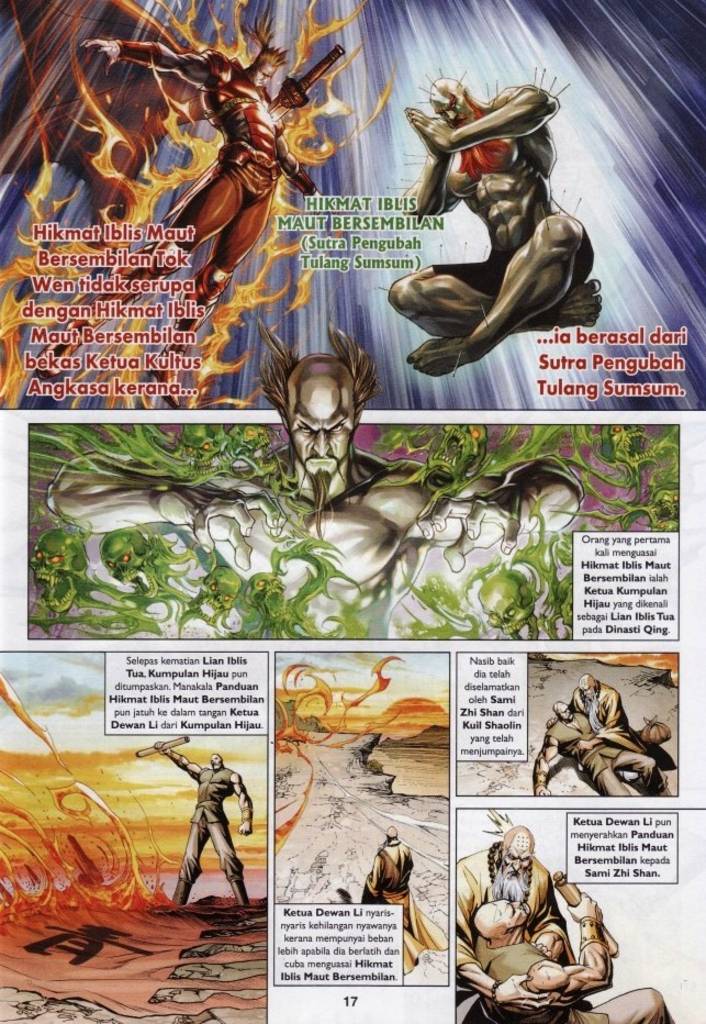 Hikmat Iblis Maut
Bersembilan Tok
Wen tidak serupa
dengan Hikmat Iblis
Maut Bersembilan
bekas Ketua Kultus
Angkasa kerana...
HIKMAT IBLIS
MAUT BERSEMBILAN
(Sutra Pengubah
Tulang Sumsum)
...ia berasal dari
Sutra Pengubah
Tulang Sumsum.
Orang yang pertama
kali menguasai
Hikmat Iblis Maut
Bersembilan ialah
Ketua Kumpulan
Hijau yang dikenali
sebagai Lian Iblis Tua
pada Dinasti Qing.
Selepas kematian Lian Iblis
Tua, Kumpulan Hijau pun
ditumpaskan. Manakala Panduan
Hikmat Iblis Maut Bersembilan
pun jatuh ke dalam tangan Ketua
Dewan Li dari Kumpulan Hijau.
Ketua Dewan Li nyaris-
nyaris kehilangan nyawanya
kerana mempunyai beban
lebih apabila dia berlatih dan
cuba menguasai Hikmat
Iblis Maut Bersembilan.
Nasib baik
dia telah
diselamatkan
oleh Sami
Zhi Shan dari
Kuil Shaolin
yang telah
menjumpainya.
Ketua Dewan Li pun
menyerahkan Panduan
Hikmat Iblis Maut
Bersembilan kepada
Sami Zhi Shan.
17